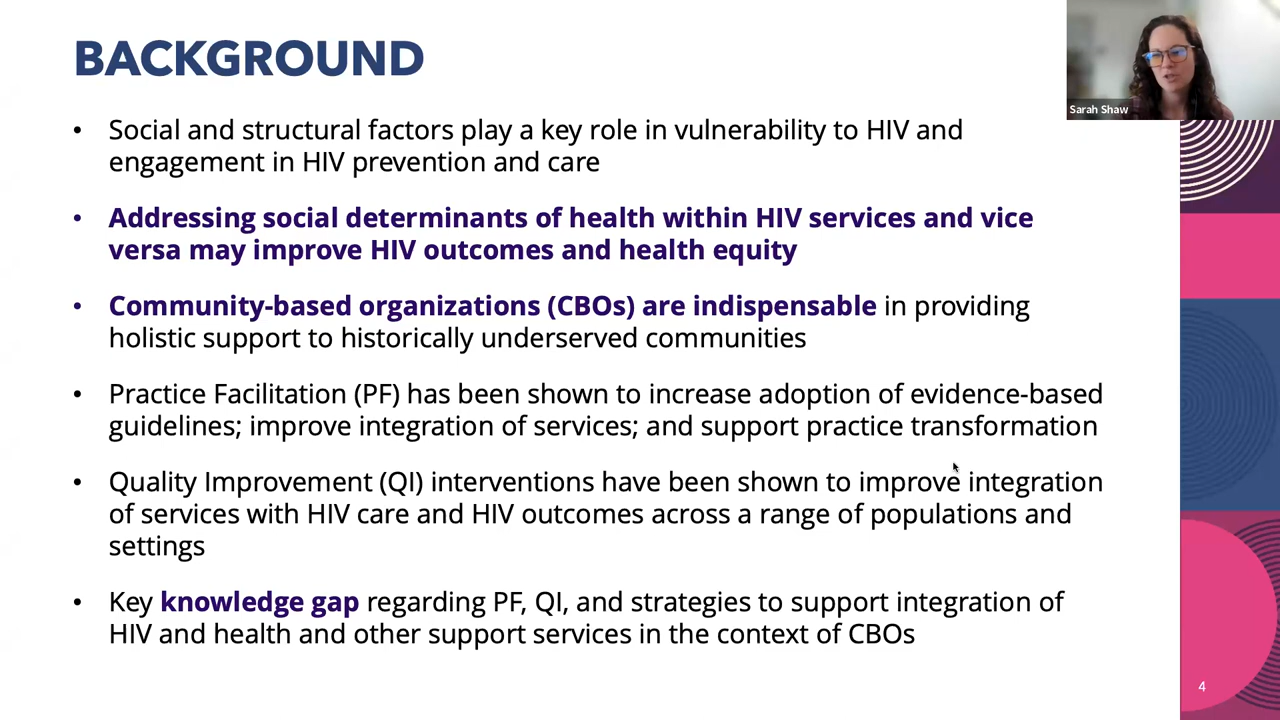 BACKGROUND
Sarah Shaw
• Social and structural factors play a key role in vulnerability to HIV and
engagement in HIV prevention and care
• Addressing social determinants of health within HIV services and vice
versa may improve HIV outcomes and health equity
• Community-based organizations (CBOs) are indispensable in providing
holistic support to historically underserved communities
• Practice Facilitation (PF) has been shown to increase adoption of evidence-based
guidelines; improve integration of services; and support practice transformation
• Quality Improvement (QI) interventions have been shown to improve integration
of services with HIV care and HIV outcomes across a range of populations and
settings
• Key knowledge gap regarding PF, QI, and strategies to support integration of
HIV and health and other support services in the context of CBOs
4